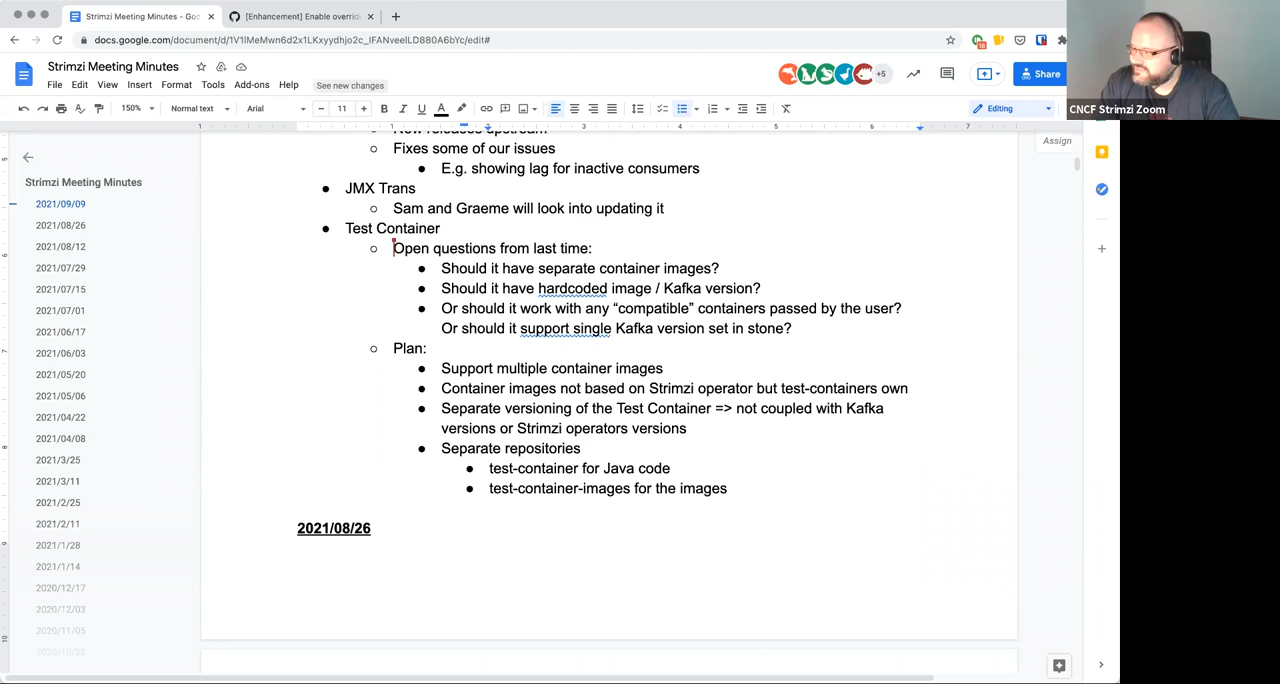 Strimzi Meeting Minutes - Goo
[Enhancement] Enable overridi
docs.google.com/document/d/1V1lMeMwn6d2x1LKxyydhjo2c_IFANveelLD880A6bYc/edit#
18
Strimzi Meeting Minutes
File Edit View Insert Format Tools Add-ons Help See new changes
+5
Share
150% Normal text Arial 11 Editing
CNCF Strimzi Zoom
Assign
Strimzi Meeting Minutes
2021/09/09
2021/08/26
2021/08/12
2021/07/29
2021/07/15
2021/07/01
2021/06/17
2021/06/03
2021/05/20
2021/05/06
2021/04/22
2021/04/08
2021/3/25
2021/3/11
2021/2/25
2021/2/11
2021/1/28
2021/1/14
2020/12/17
2020/12/03
2020/11/05
2020/10/22
New releases upstream
Fixes some of our issues
E.g. showing lag for inactive consumers
JMX Trans
Sam and Graeme will look into updating it
Test Container
Open questions from last time:
Should it have separate container images?
Should it have hardcoded image / Kafka version?
Or should it work with any “compatible” containers passed by the user?
Or should it support single Kafka version set in stone?
Plan:
Support multiple container images
Container images not based on Strimzi operator but test-containers own
Separate versioning of the Test Container => not coupled with Kafka
versions or Strimzi operators versions
Separate repositories
test-container for Java code
test-container-images for the images
2021/08/26